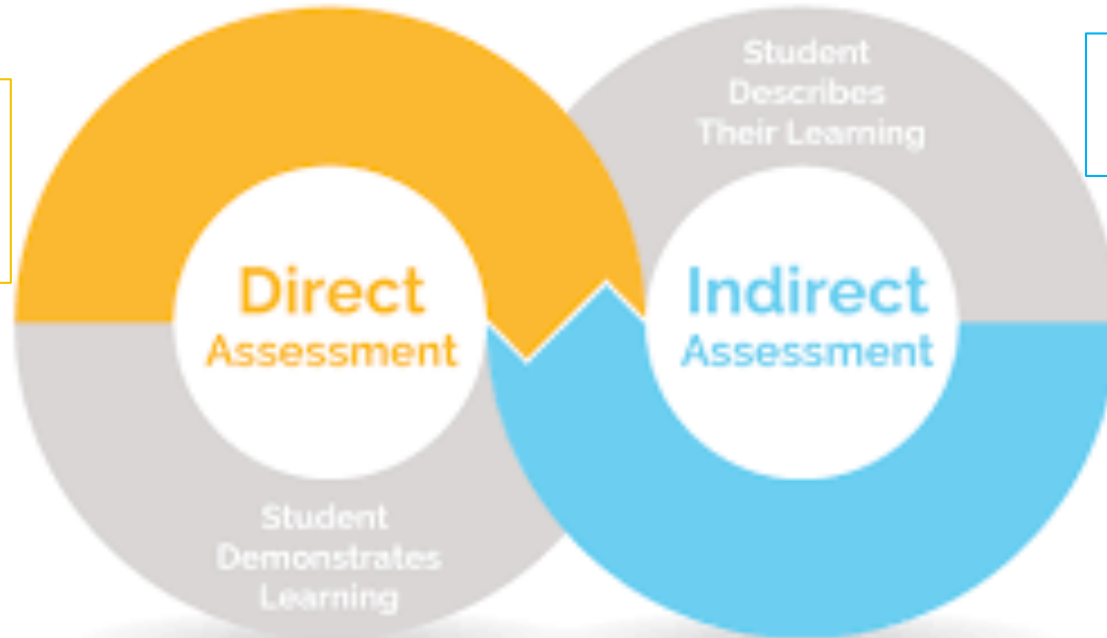 Direct
Assessment
Student
Demonstrates
Learning
Student
Describes
Their Learning
Indirect
Assessment